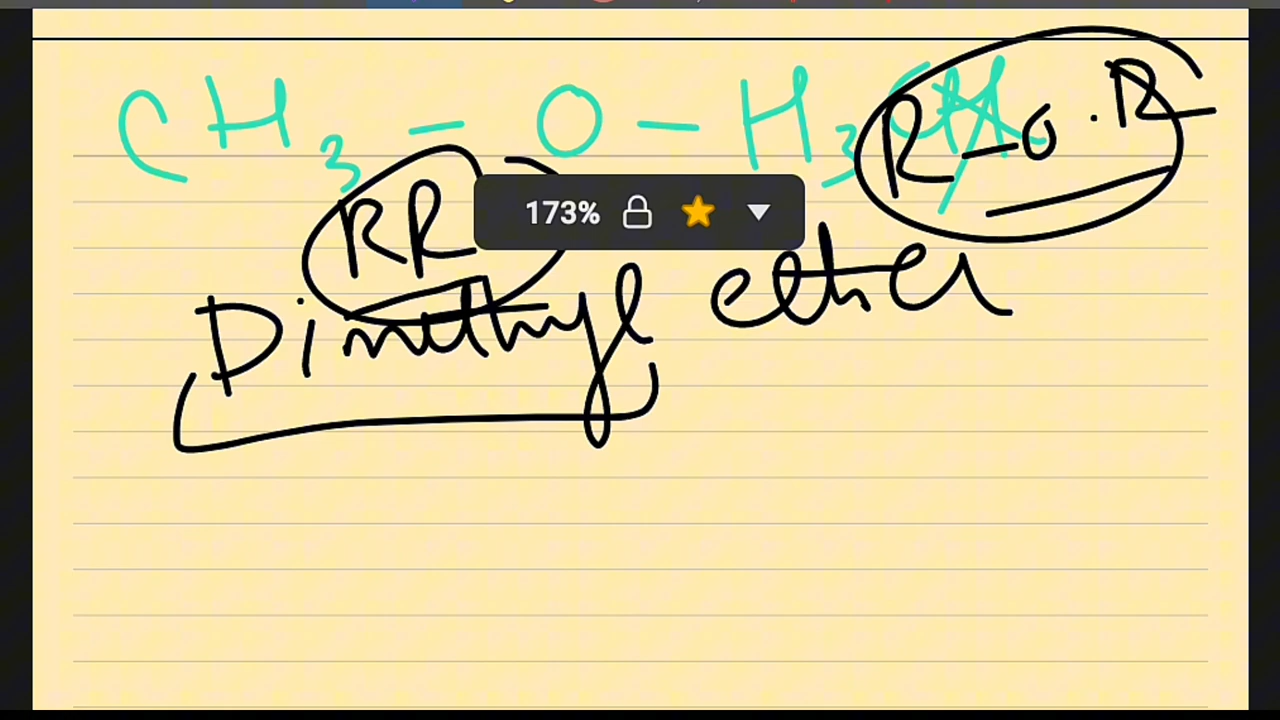 CH3 – O – H3C R–O.R
RR
173%
Dimethyl ether